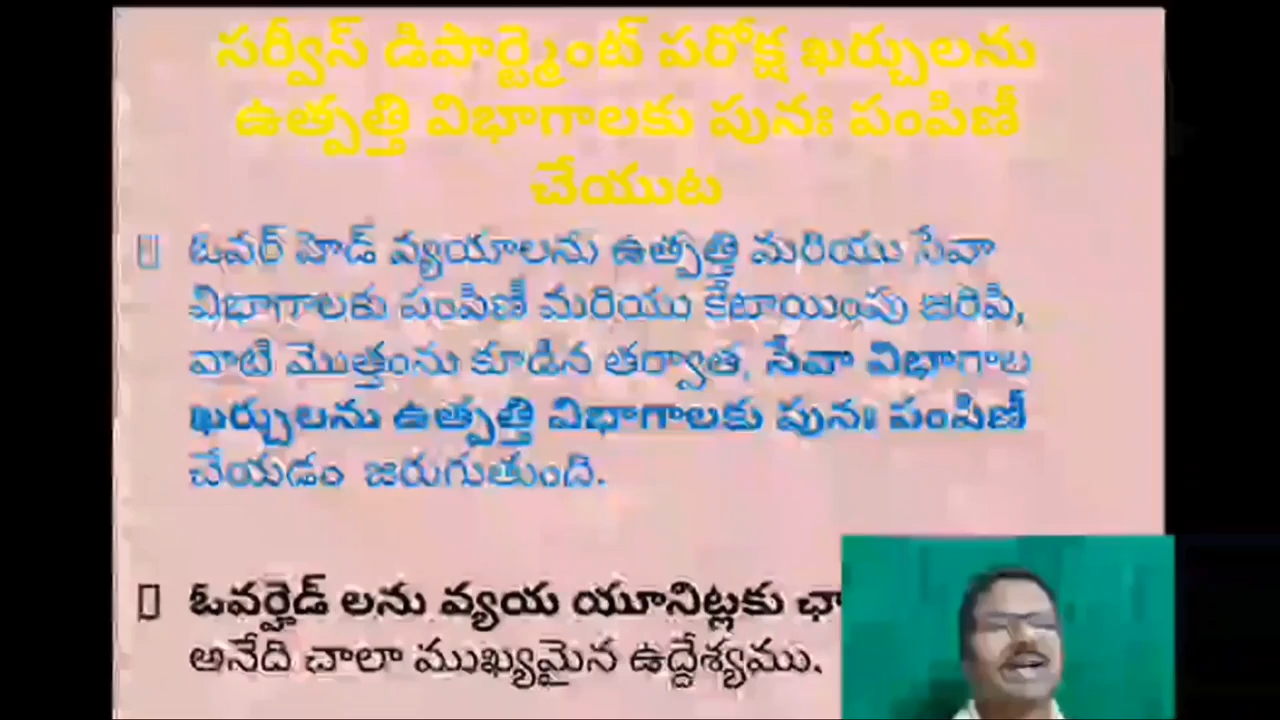 సర్వీస్ డిపార్ట్మెంట్ పరోక్ష ఖర్చులను
ఉత్పత్తి విభాగాలకు పునః పంపిణీ
చేయుట
ఓవర్ హెడ్ వ్యయాలను ఉత్పత్తి మరియు సేవా
విభాగాలకు పంపిణీ మరియు కేటాయింపు జరిపి,
వాటి మొత్తంను కూడిన తర్వాత, సేవా విభాగాల
ఖర్చులను ఉత్పత్తి విభాగాలకు పునః పంపిణీ
చేయడం జరుగుతుంది.
ఓవర్హెడ్ లను వ్యయ యూనిట్లకు
అనేది చాలా ముఖ్యమైన ఉద్దేశ్యము.